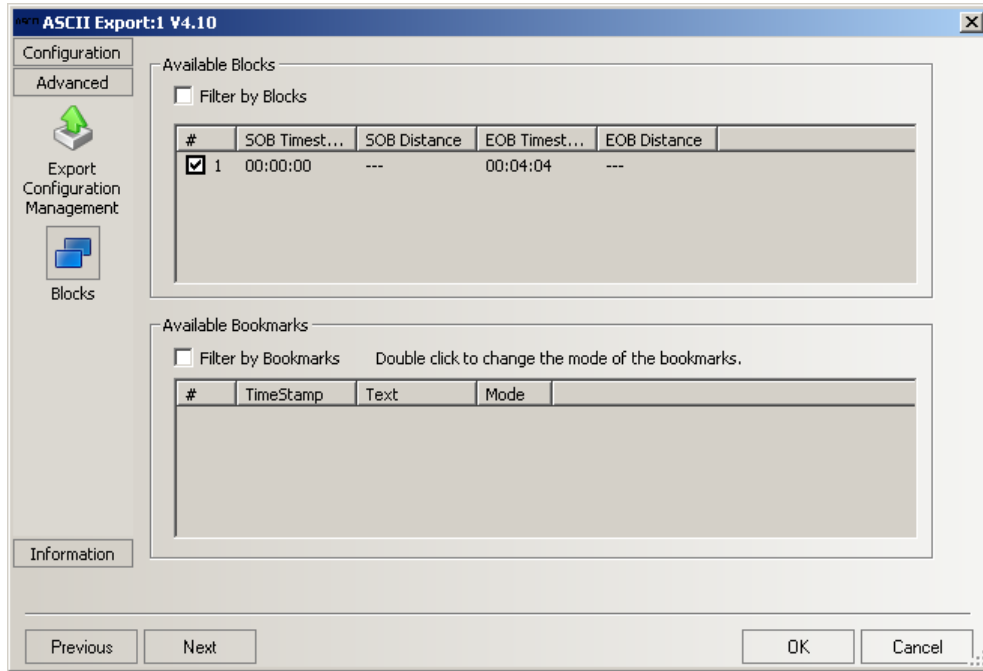 ASCII Export:1 V4.10
Configuration
Advanced
Export
Configuration
Management
Blocks
Information
Available Blocks
Filter by Blocks
# SOB Timest... SOB Distance EOB Timest... EOB Distance
1 00:00:00 --- 00:04:04 ---
Available Bookmarks
Filter by Bookmarks Double click to change the mode of the bookmarks.
# TimeStamp Text Mode
Previous Next OK Cancel